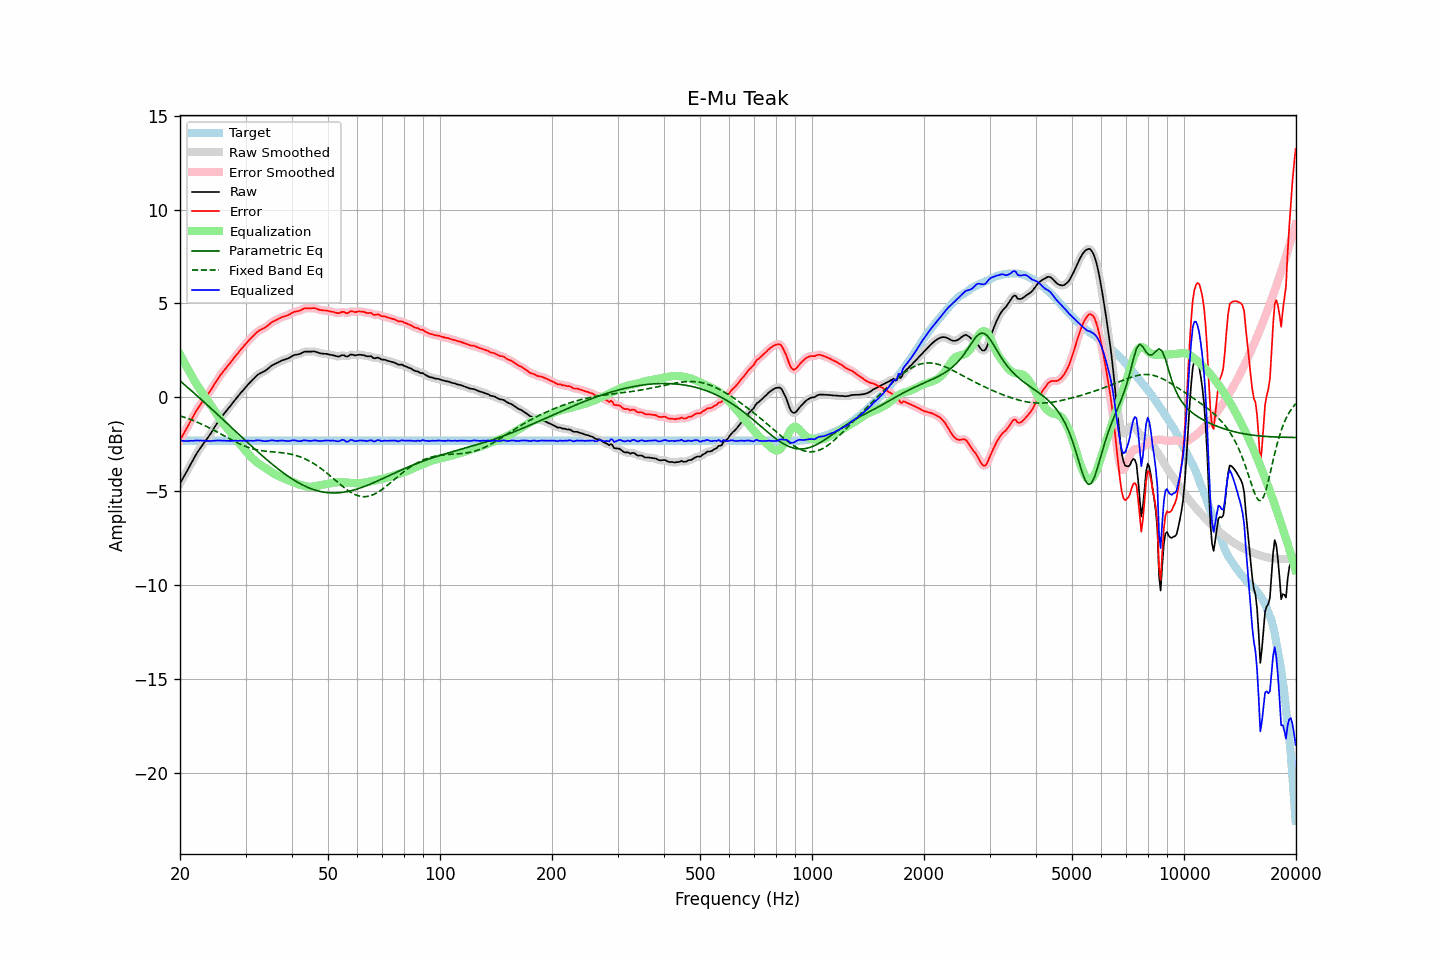 E-Mu Teak
Amplitude (dBr)
15
10
5
0
−5
−10
−15
−20
Target
Raw Smoothed
Error Smoothed
Raw
Error
Equalization
Parametric Eq
Fixed Band Eq
Equalized
20
50
100
200
500
1000
2000
5000
10000
20000
Frequency (Hz)